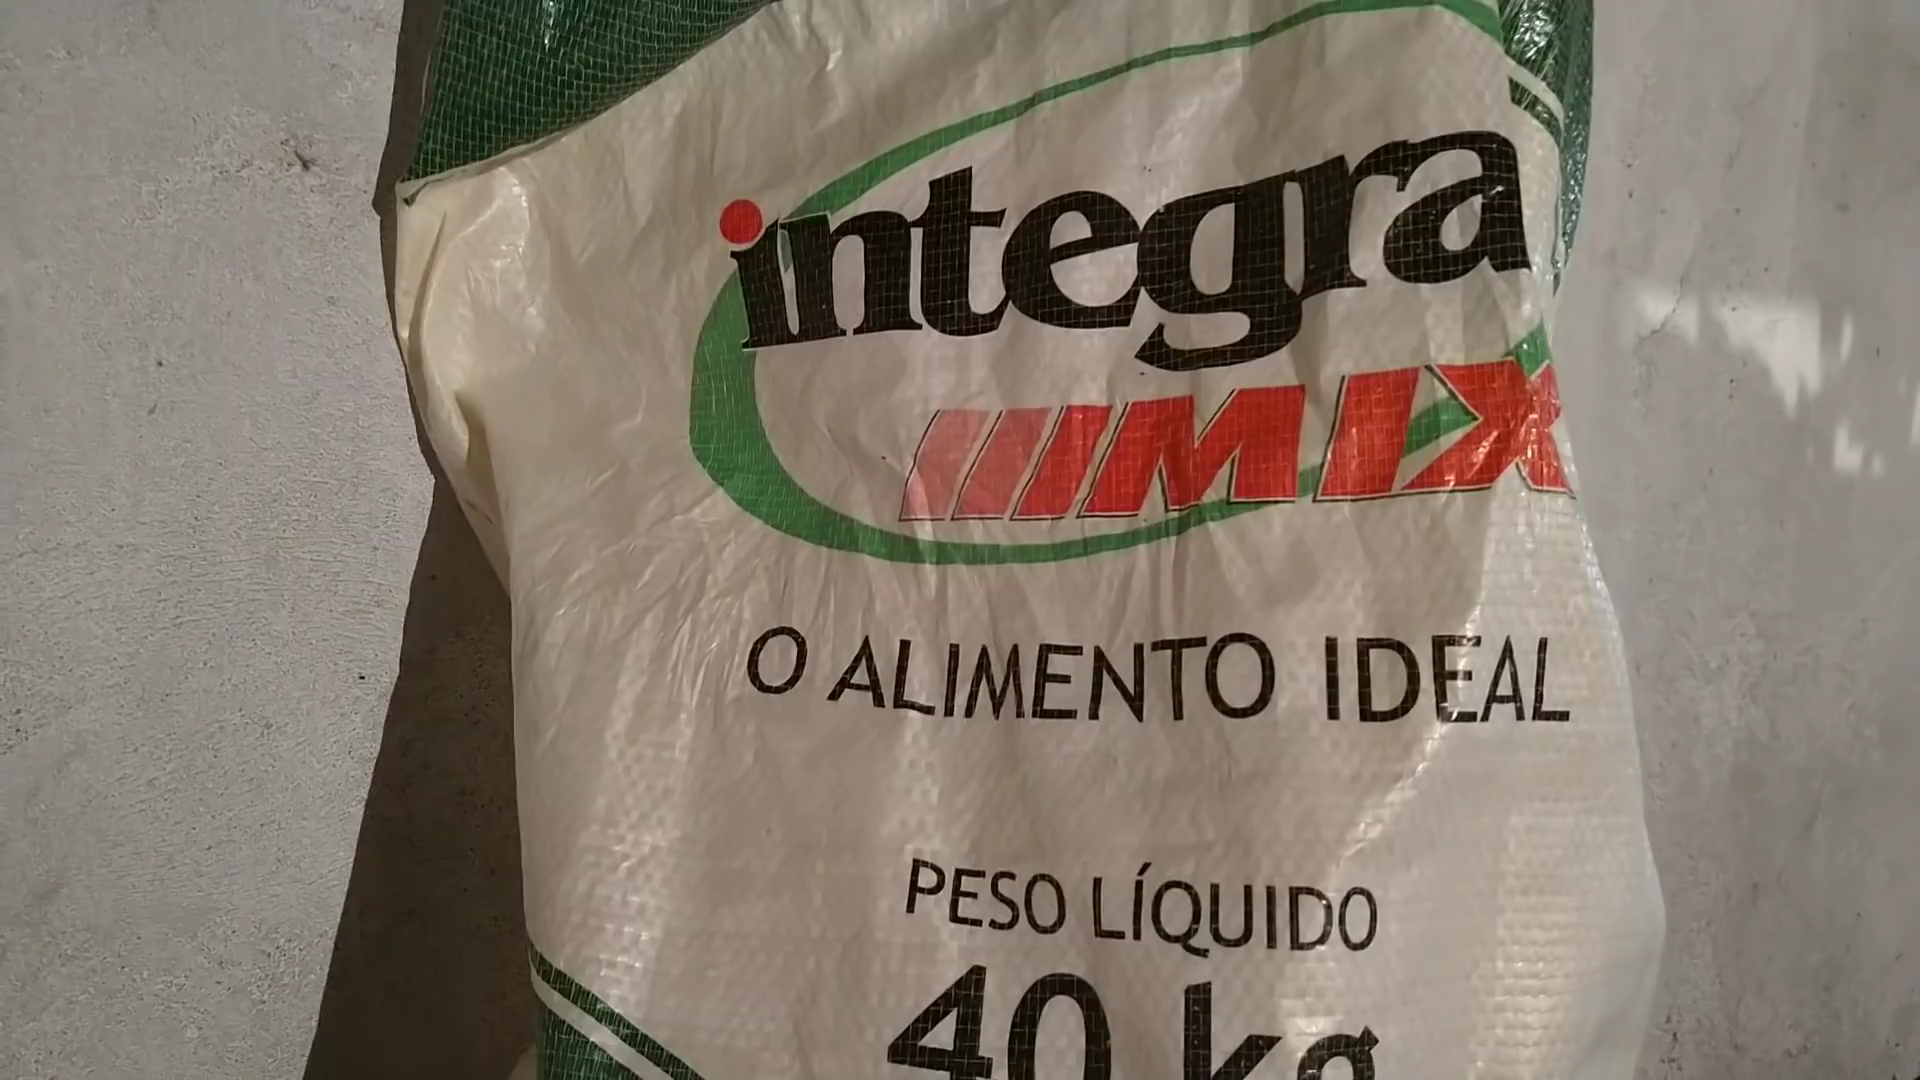 integra
MIX
O ALIMENTO IDEAL
PESO LÍQUIDO
40 kg